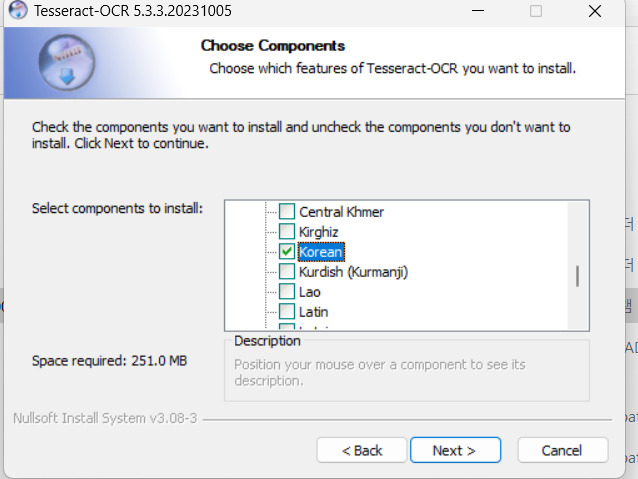 Tesseract-OCR 5.3.3.20231005
Choose Components
Choose which features of Tesseract-OCR you want to install.
Check the components you want to install and uncheck the components you don't want to
install. Click Next to continue.
Select components to install:
Central Khmer
Kirghiz
Korean
Kurdish (Kurmanji)
Lao
Latin
Space required: 251.0 MB
Description
Position your mouse over a component to see its
description.
Nullsoft Install System v3.08-3
< Back
Next >
Cancel